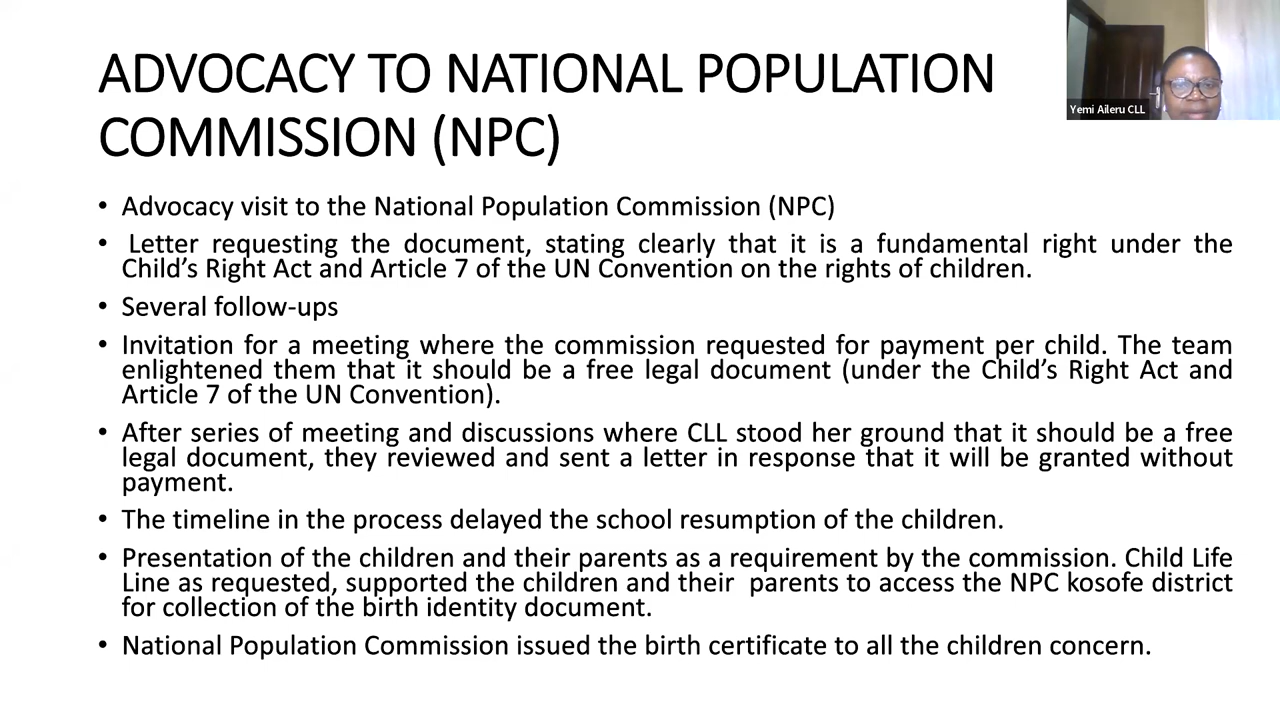 ADVOCACY TO NATIONAL POPULATION
COMMISSION (NPC)
Yemi Aileru CLL
• Advocacy visit to the National Population Commission (NPC)
• Letter requesting the document, stating clearly that it is a fundamental right under the
Child’s Right Act and Article 7 of the UN Convention on the rights of children.
• Several follow-ups
• Invitation for a meeting where the commission requested for payment per child. The team
enlightened them that it should be a free legal document (under the Child’s Right Act and
Article 7 of the UN Convention).
• After series of meeting and discussions where CLL stood her ground that it should be a free
legal document, they reviewed and sent a letter in response that it will be granted without
payment.
• The timeline in the process delayed the school resumption of the children.
• Presentation of the children and their parents as a requirement by the commission. Child Life
Line as requested, supported the children and their parents to access the NPC kosofe district
for collection of the birth identity document.
• National Population Commission issued the birth certificate to all the children concern.